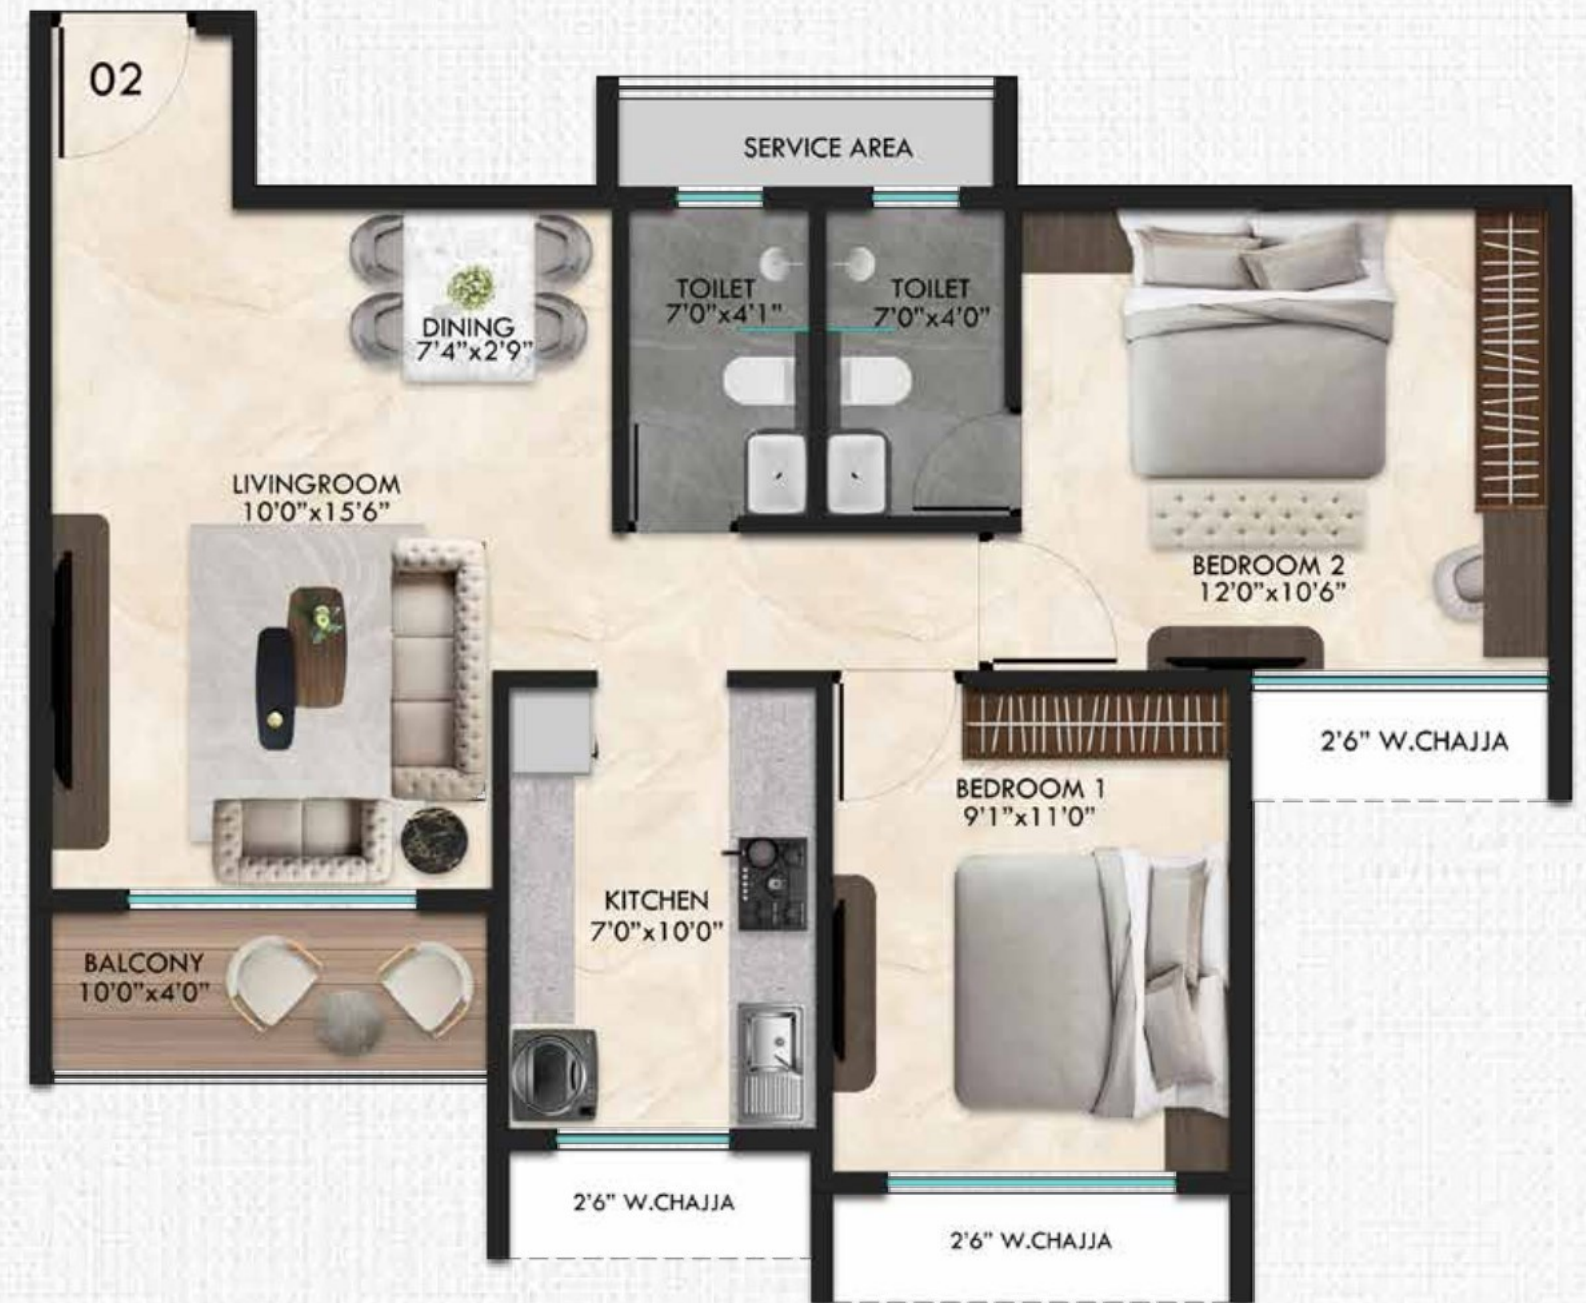 02
SERVICE AREA
TOILET
7'0"x4'1"
TOILET
7'0"x4'0"
DINING
7'4"x2'9"
LIVINGROOM
10'0"x15'6"
BEDROOM 2
12'0"x10'6"
2'6" W.CHAJJA
BEDROOM 1
9'1"x11'0"
KITCHEN
7'0"x10'0"
BALCONY
10'0"x4'0"
2'6" W.CHAJJA
2'6" W.CHAJJA